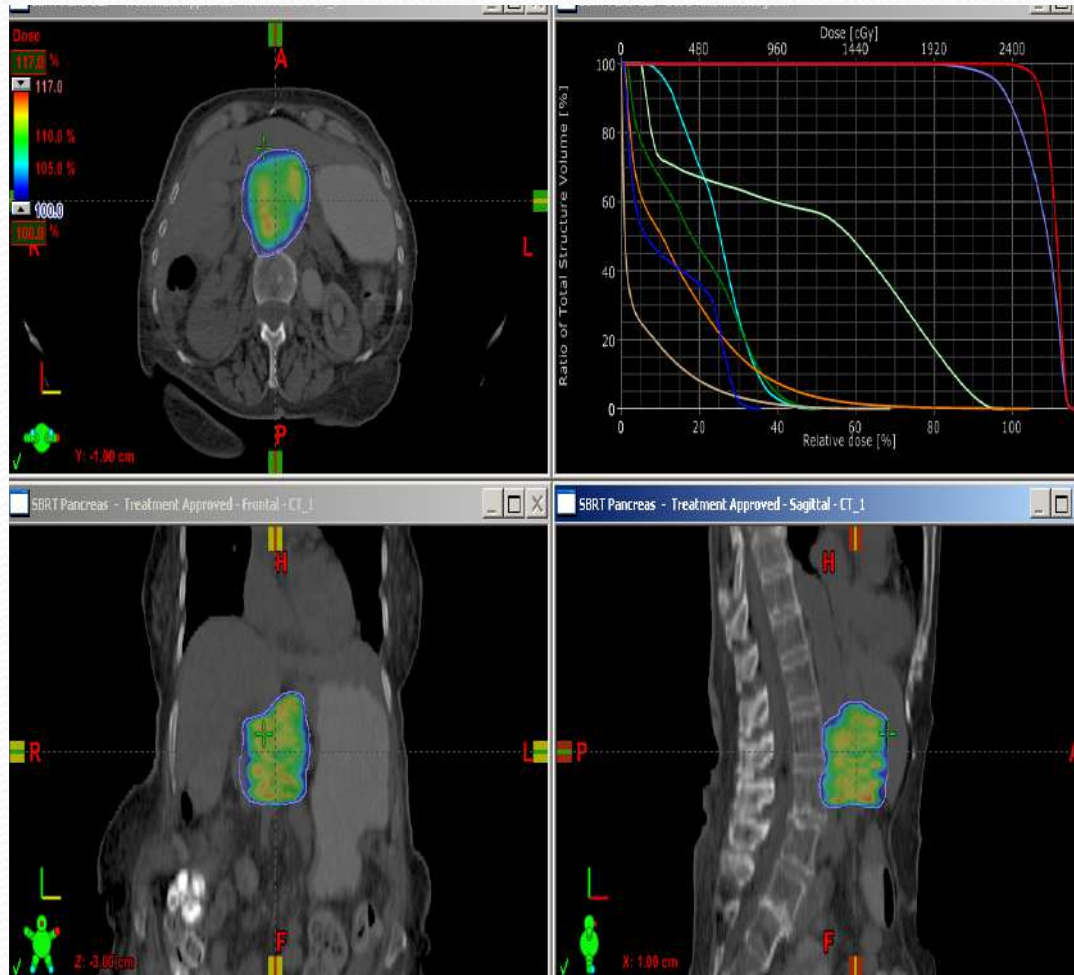 Dose
117.0 %
117.0
110.0 %
105.0 %
100.0
100.0 %
A
R
L
P
Y: -1.00 cm
Dose [cGy]
0 480 960 1440 1920 2400
Ratio of Total Structure Volume [%]
100
80
60
40
20
0
0 20 40 60 80 100
Relative dose [%]
SBRT Pancreas - Treatment Approved - Frontal - CT_1
H
R
L
F
Z: -3.00 cm
SBRT Pancreas - Treatment Approved - Sagittal - CT_1
H
P
A
F
X: 1.00 cm